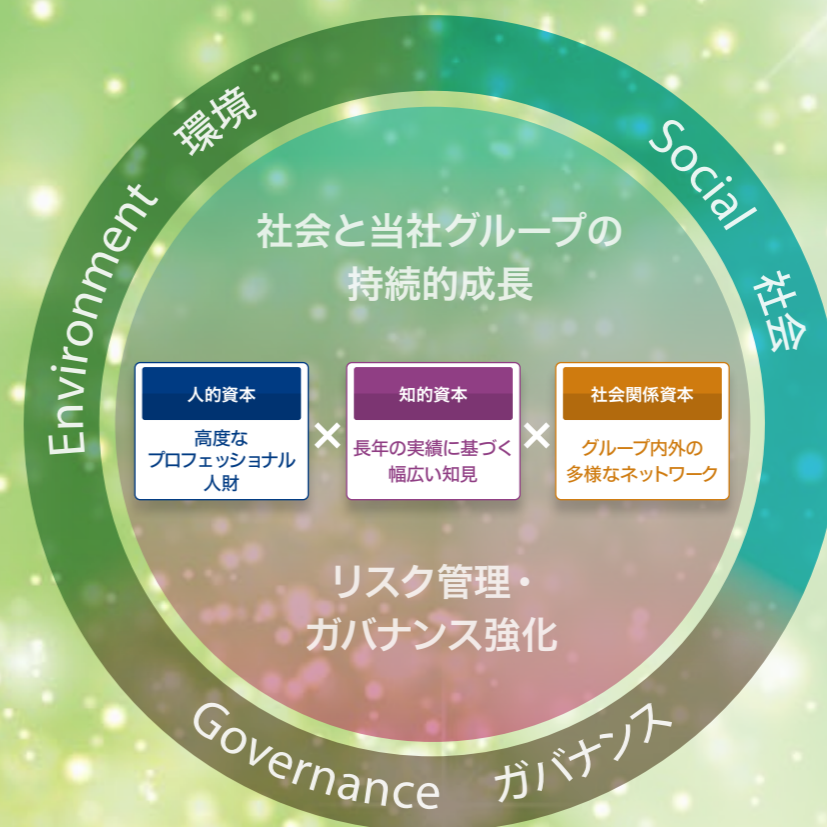 Environment 環境
Social 社会
社会と当社グループの
持続的成長
人的資本
高度な
プロフェッショナル
人財
×
知的資本
長年の実績に基づく
幅広い知見
×
社会関係資本
グループ内外の
多様なネットワーク
リスク管理・
ガバナンス強化
Governance ガバナンス